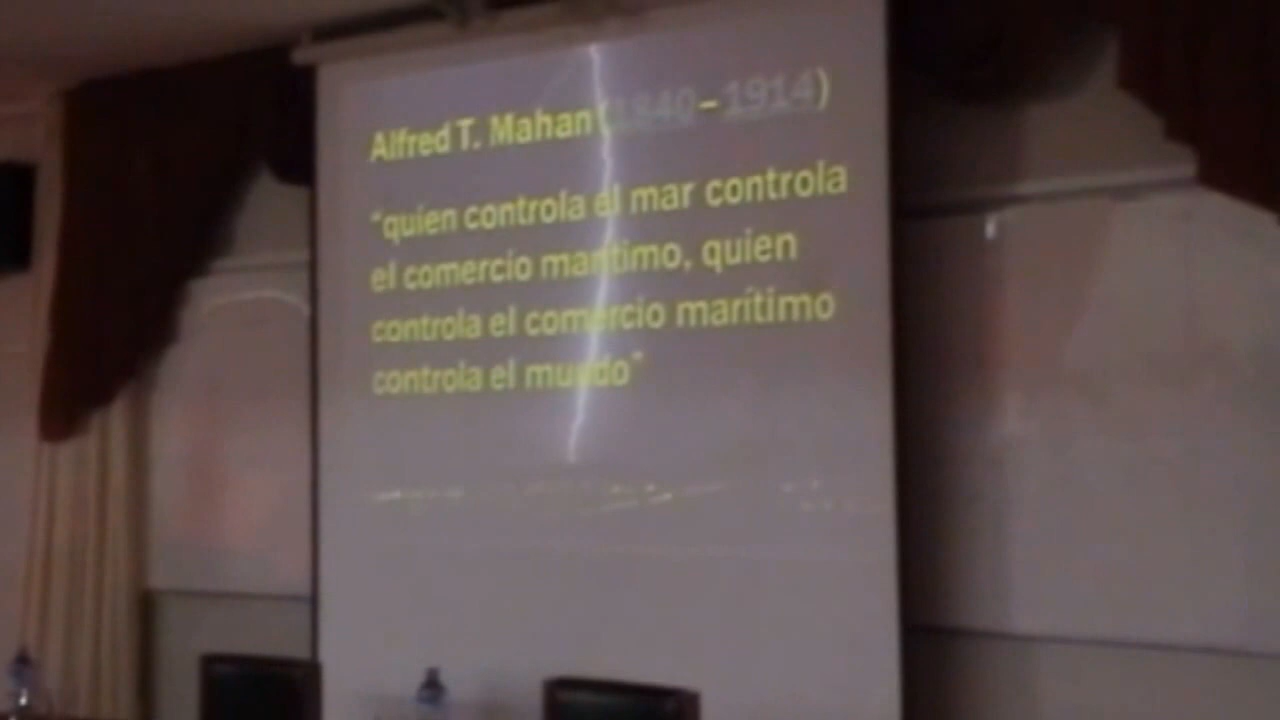 Alfred T. Mahan (1840–1914)
“quien controla el mar controla
el comercio marítimo, quien
controla el comercio marítimo
controla el mundo”